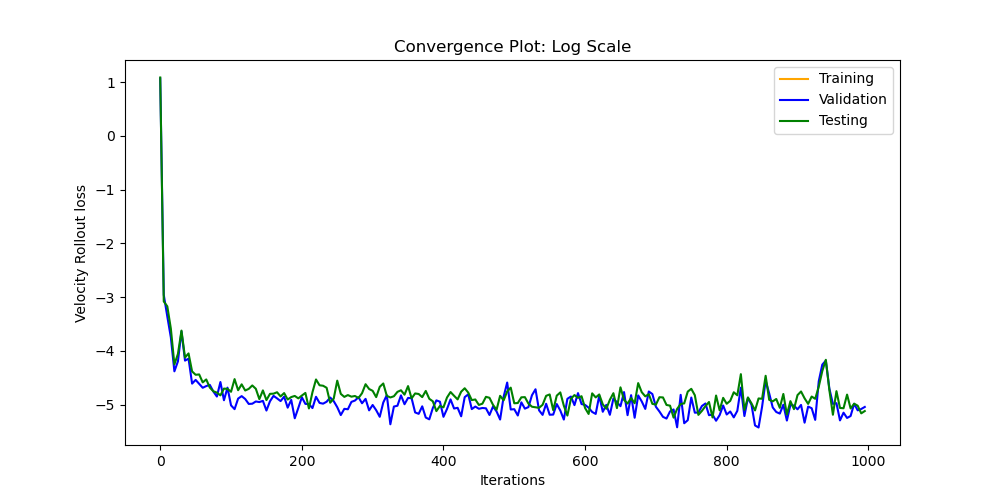 Convergence Plot: Log Scale
Training
Validation
Testing
Velocity Rollout loss
1
0
−1
−2
−3
−4
−5
0 200 400 600 800 1000
Iterations